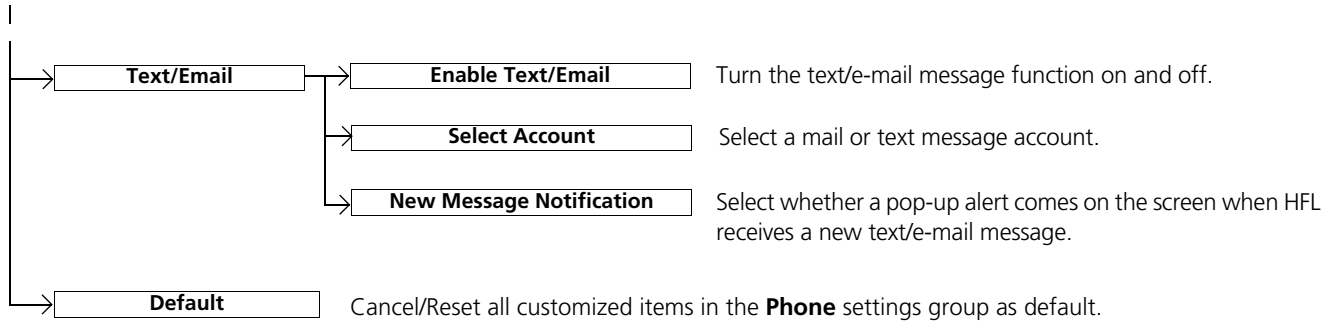 Text/Email
Enable Text/Email
Turn the text/e-mail message function on and off.
Select Account
Select a mail or text message account.
New Message Notification
Select whether a pop-up alert comes on the screen when HFL
receives a new text/e-mail message.
Default
Cancel/Reset all customized items in the Phone settings group as default.